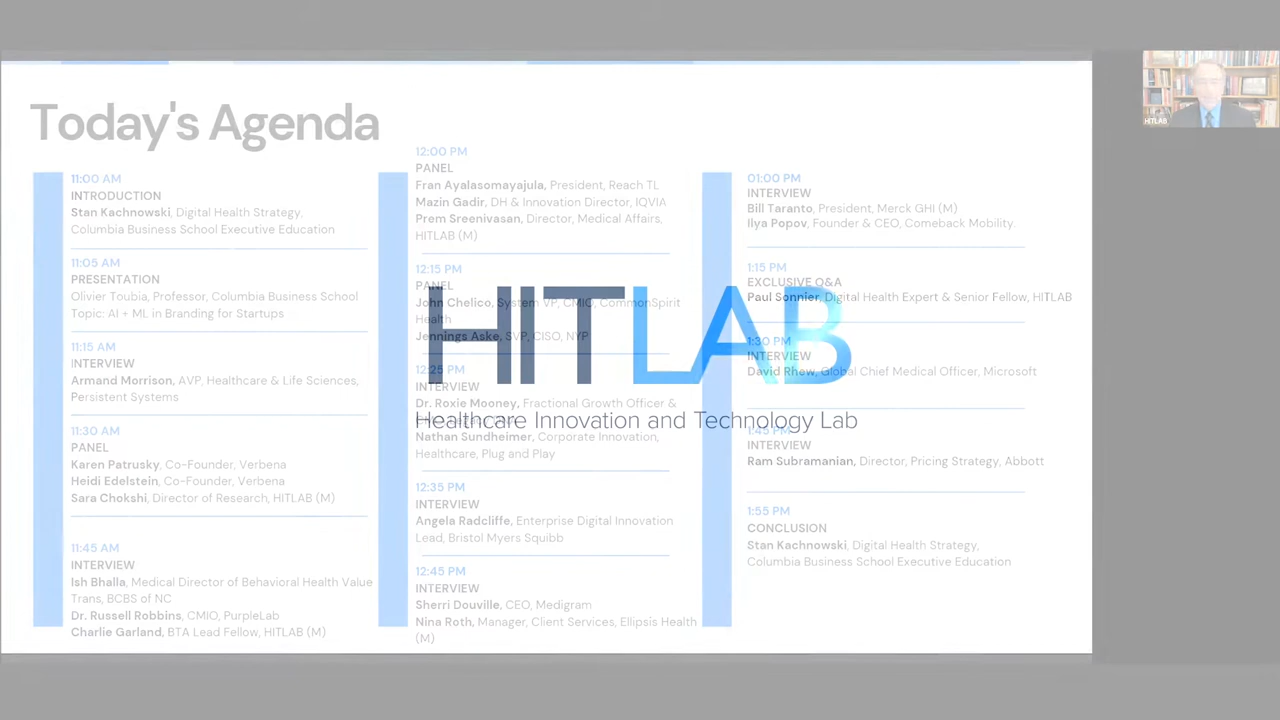 Today's Agenda
11:00 AM
INTRODUCTION
Stan Kachnowski, Digital Health Strategy,
Columbia Business School Executive Education
11:05 AM
PRESENTATION
Olivier Toubia, Professor, Columbia Business School
Topic: AI + ML in Branding for Startups
11:15 AM
INTERVIEW
Armand Morrison, AVP, Healthcare & Life Sciences,
Persistent Systems
11:30 AM
PANEL
Karen Patrusky, Co-Founder, Verbena
Heidi Edelstein, Co-Founder, Verbena
Sara Chokshi, Director of Research, HITLAB (M)
11:45 AM
INTERVIEW
Ish Bhalla, Medical Director of Behavioral Health Value
Trans, BCBS of NC
Dr. Russell Robbins, CMIO, PurpleLab
Charlie Garland, BTA Lead Fellow, HITLAB (M)
12:00 PM
PANEL
Fran Ayalasomayajula, President, Reach TL
Mazin Gadir, DH & Innovation Director, IQVIA
Prem Sreenivasan, Director, Medical Affairs,
HITLAB (M)
12:15 PM
PANEL
John Chelico, System VP, CMIO, CommonSpirit
Health
Jennings Aske, SVP, CISO, NYP
12:25 PM
INTERVIEW
Dr. Roxie Mooney, Fractional Growth Officer &
Nathan Sundheimer, Corporate Innovation,
Healthcare, Plug and Play
12:35 PM
INTERVIEW
Angela Radcliffe, Enterprise Digital Innovation
Lead, Bristol Myers Squibb
12:45 PM
INTERVIEW
Sherri Douville, CEO, Medigram
Nina Roth, Manager, Client Services, Ellipsis Health
(M)
01:00 PM
INTERVIEW
Bill Taranto, President, Merck GHI (M)
Ilya Popov, Founder & CEO, Comeback Mobility.
1:15 PM
EXCLUSIVE Q&A
Paul Sonnier, Digital Health Expert & Senior Fellow, HITLAB
1:30 PM
INTERVIEW
David Rhew, Global Chief Medical Officer, Microsoft
1:45 PM
INTERVIEW
Ram Subramanian, Director, Pricing Strategy, Abbott
1:55 PM
CONCLUSION
Stan Kachnowski, Digital Health Strategy,
Columbia Business School Executive Education
HITLAB
Healthcare Innovation and Technology Lab
HITLAB